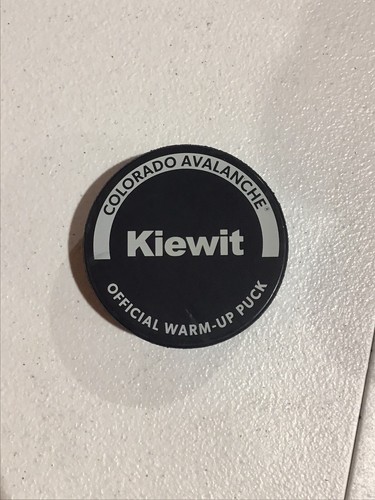 COLORADO AVALANCHE®
Kiewit
OFFICIAL WARM-UP PUCK